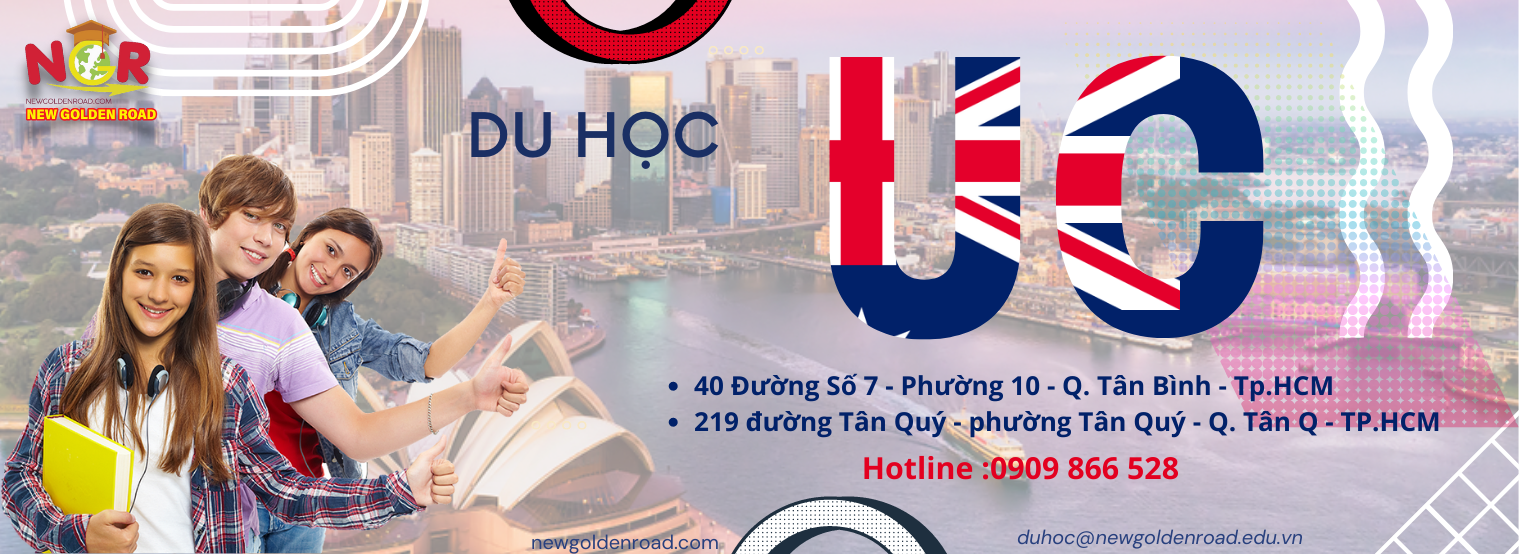 NGR
NEWGOLDENROAD.COM
NEW GOLDEN ROAD
DU HỌC
UC
• 40 Đường Số 7 - Phường 10 - Q. Tân Bình - Tp.HCM
• 219 đường Tân Quý - phường Tân Quý - Q. Tân Q - TP.HCM
Hotline :0909 866 528
newgoldenroad.com
duhoc@newgoldenroad.edu.vn